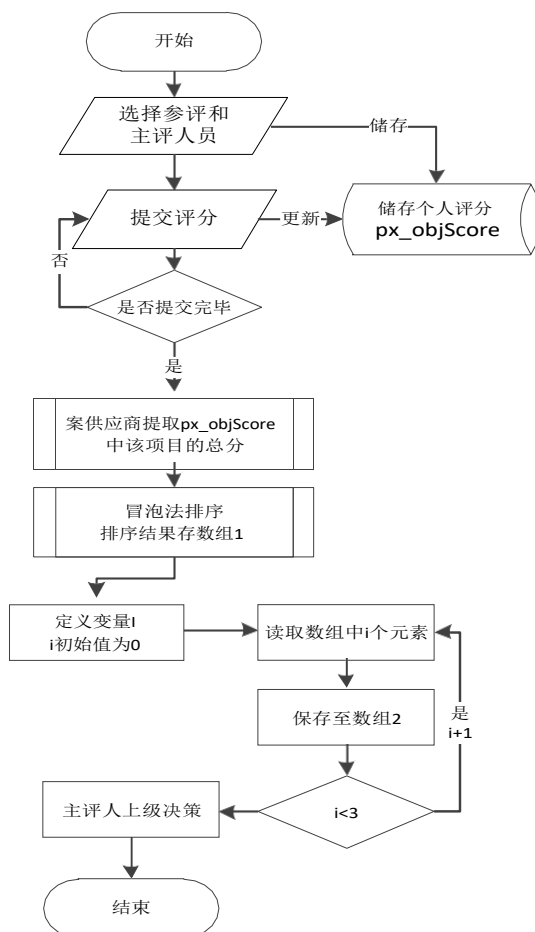 开始
选择参评和
主评人员
储存
提交评分
更新
储存个人评分
px_objScore
否
是否提交完毕
是
案供应商提取px_objScore
中该项目的总分
冒泡法排序
排序结果存数组1
定义变量I
i初始值为0
读取数组中i个元素
保存至数组2
是
i+1
主评人上级决策
i<3
结束